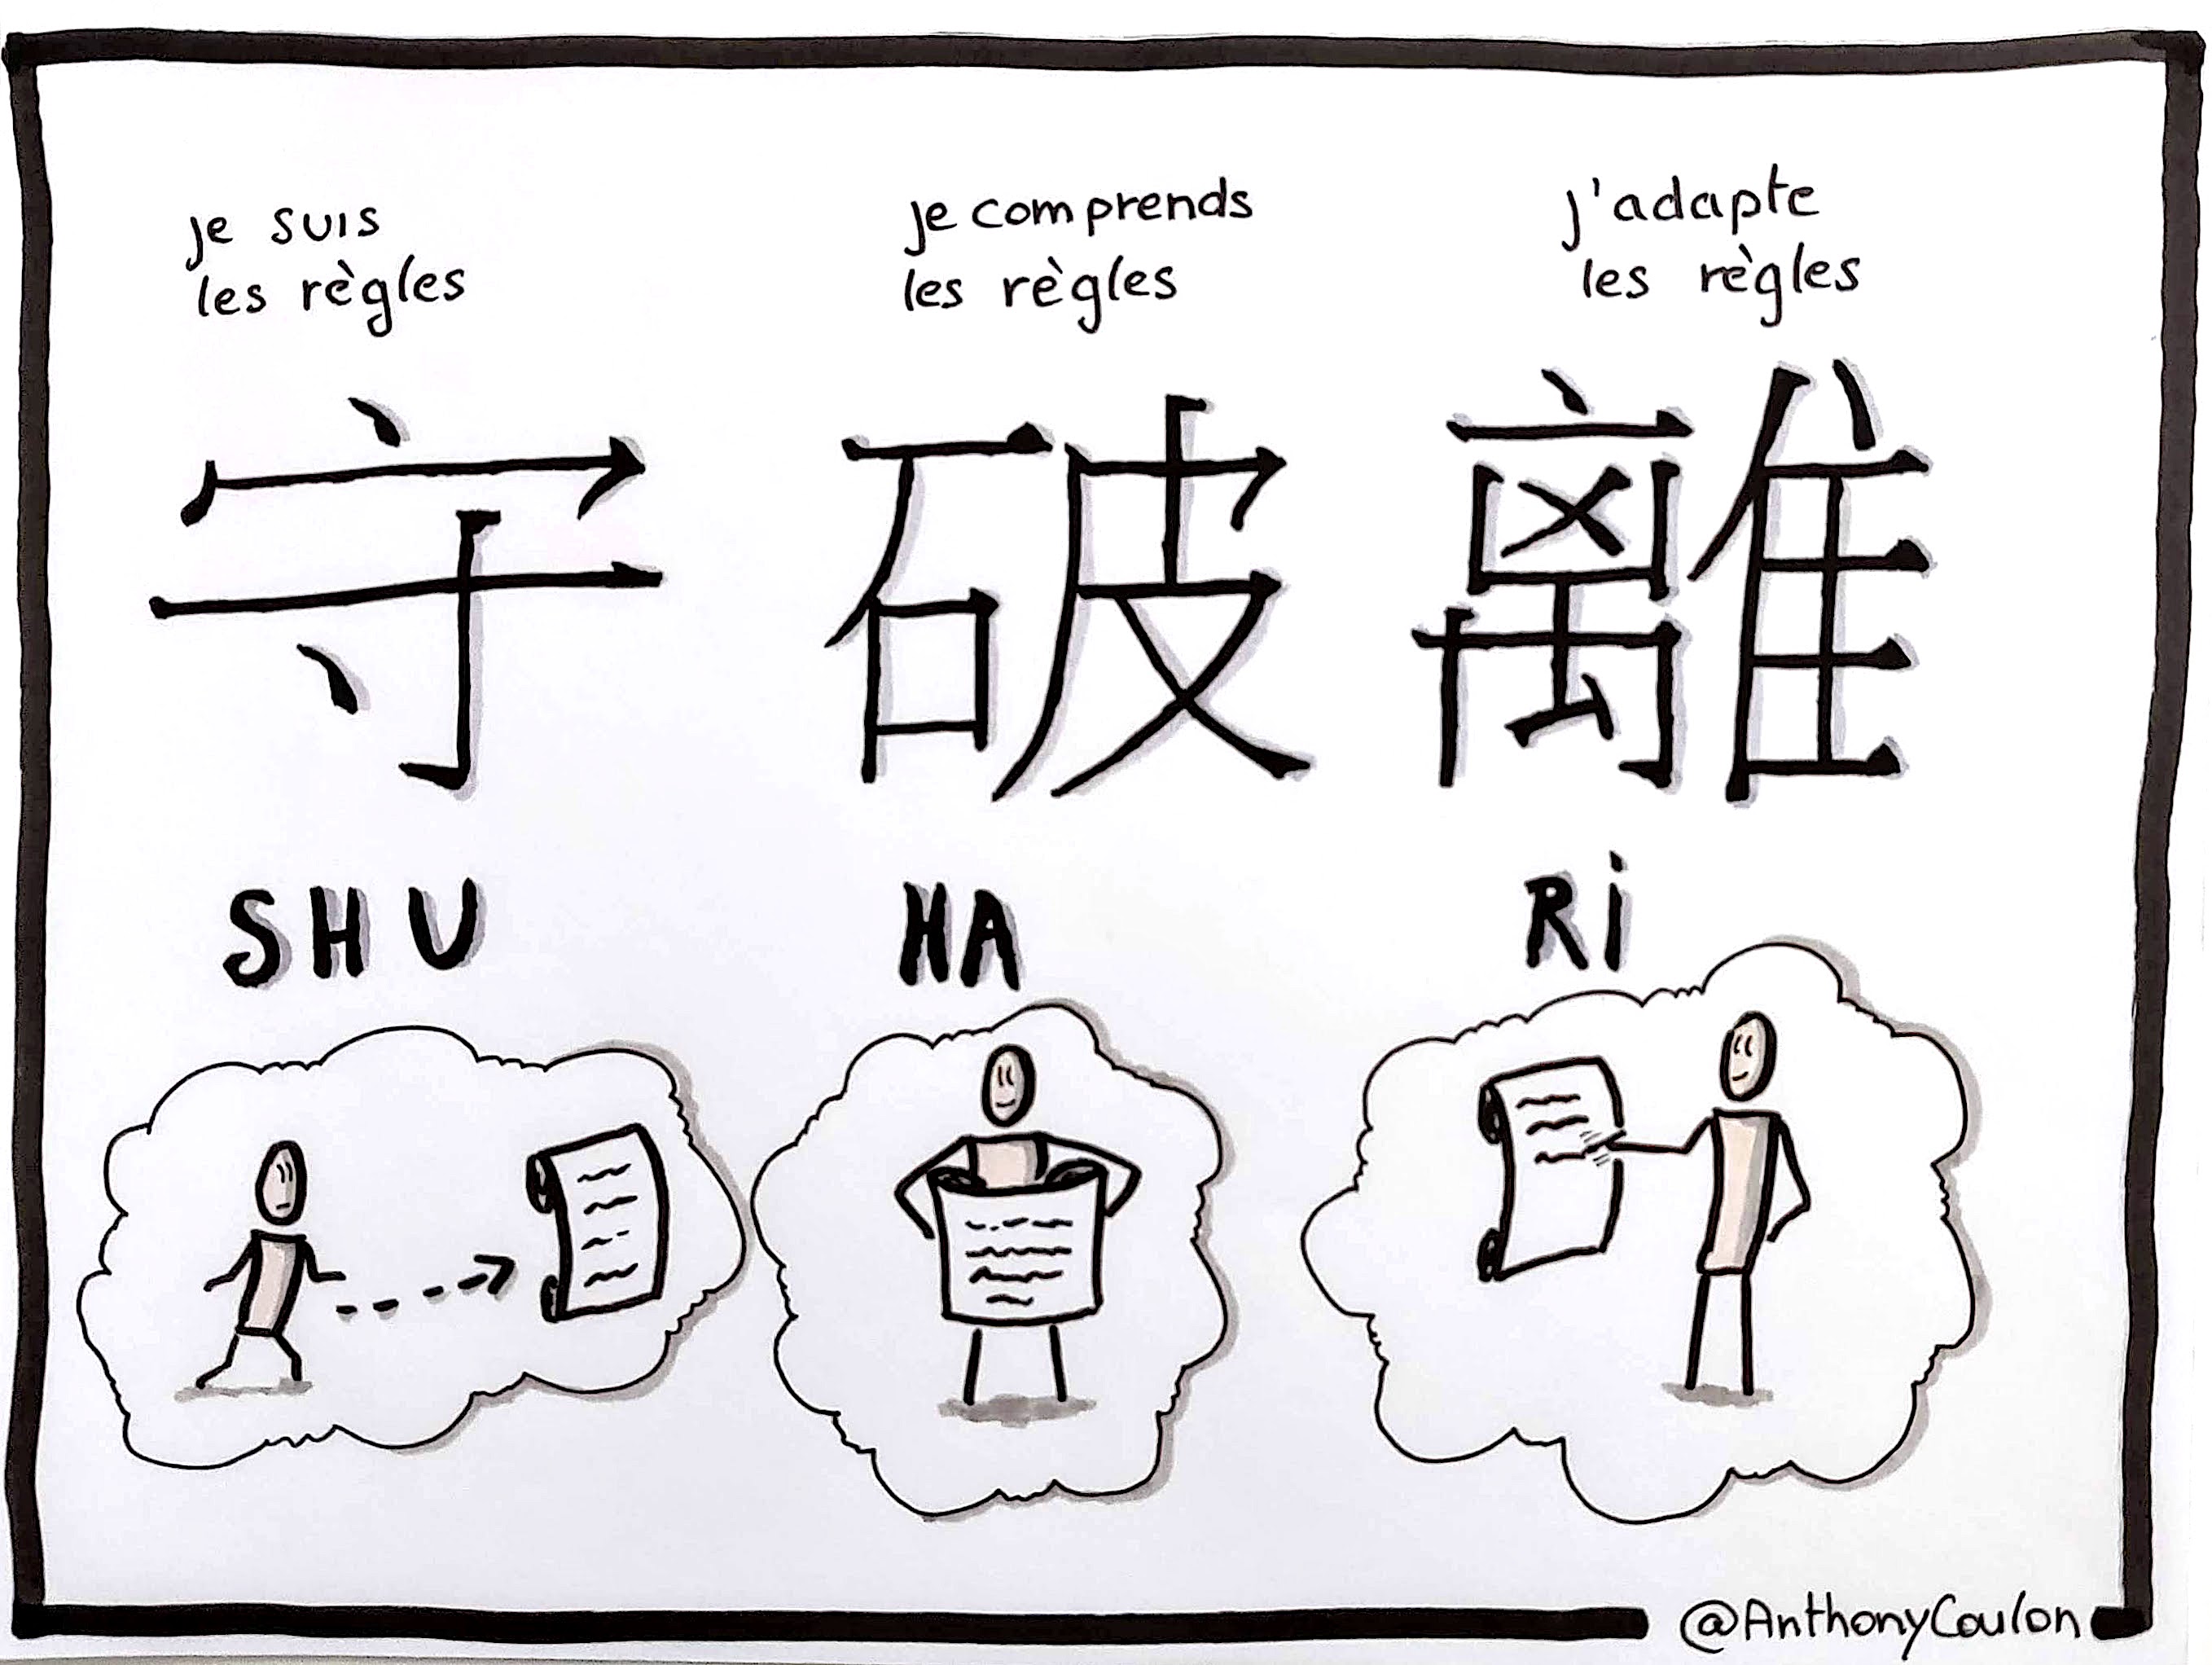 je suis
les règles
je comprends
les règles
j'adapte
les règles
守 破 離
SHU HA Ri
@AnthonyCoulon